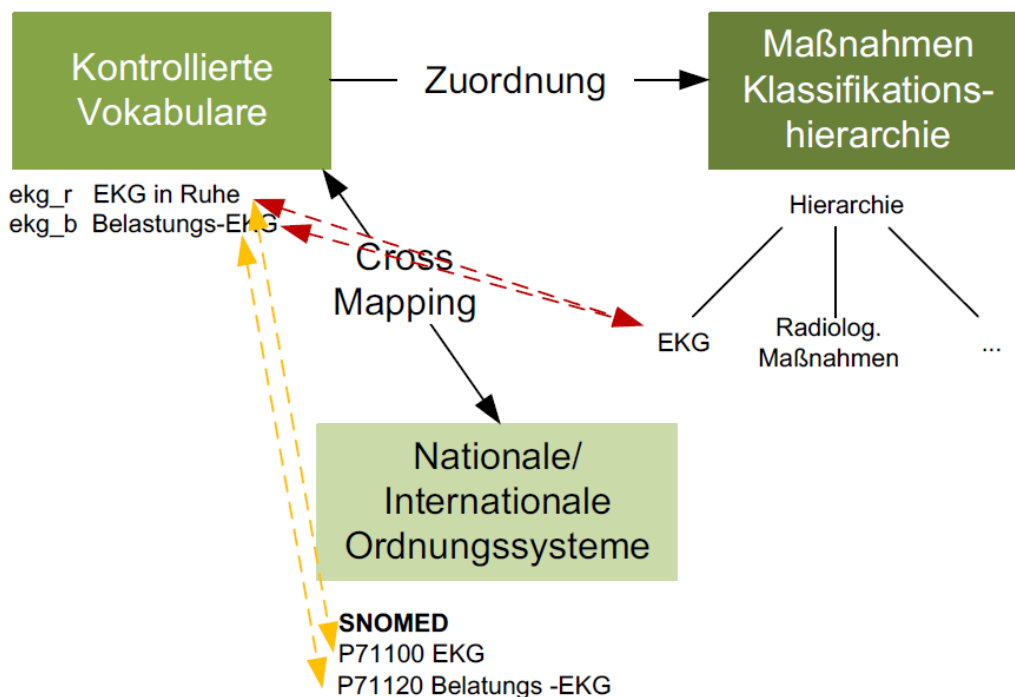 Kontrollierte
Vokabulare
Zuordnung
Maßnahmen
Klassifikations-
hierarchie
ekg_r EKG in Ruhe
ekg_b Belastungs-EKG
Cross
Mapping
Hierarchie
EKG
Radiolog.
Maßnahmen
...
Nationale/
Internationale
Ordnungssysteme
SNOMED
P71100 EKG
P71120 Belatungs -EKG